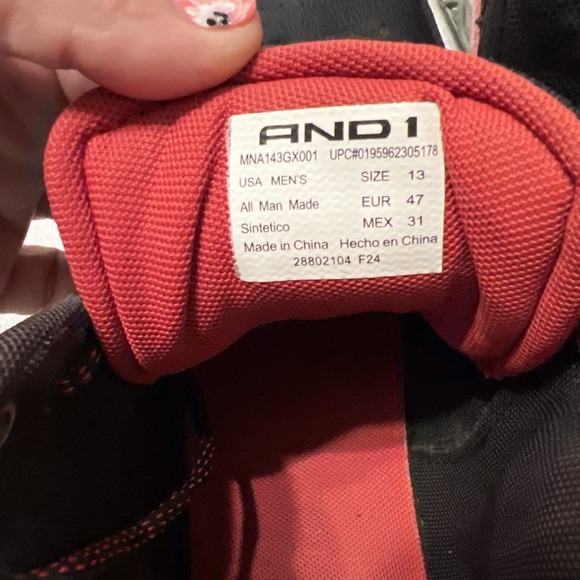 AND1
MNA143GX001 UPC#0195962305178
USA MEN'S SIZE 13
All Man Made EUR 47
Sintetico MEX 31
Made in China Hecho en China
28802104 F24